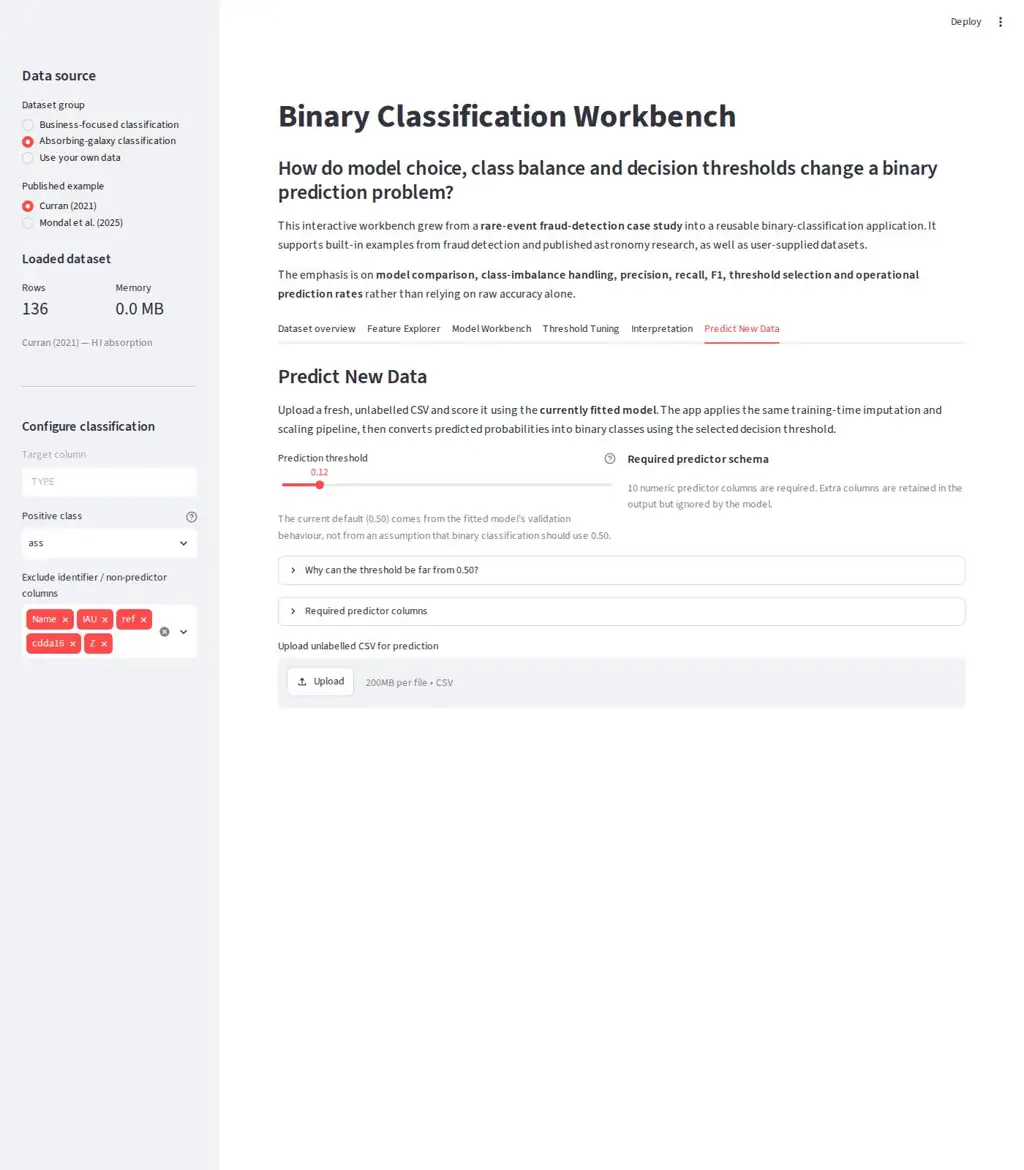 Deploy
Data source
Dataset group
Business-focused classification
Absorbing-galaxy classification
Use your own data
Published example
Curran (2021)
Mondal et al. (2025)
Loaded dataset
Rows
Memory
136
0.0 MB
Curran (2021) — H I absorption
Configure classification
Target column
TYPE
Positive class
ass
Exclude identifier / non-predictor
columns
Name × IAU × ref ×
cdda16 × Z ×
Binary Classification Workbench
How do model choice, class balance and decision thresholds change a binary
prediction problem?
This interactive workbench grew from a rare-event fraud-detection case study into a reusable binary-classification application. It
supports built-in examples from fraud detection and published astronomy research, as well as user-supplied datasets.
The emphasis is on model comparison, class-imbalance handling, precision, recall, F1, threshold selection and operational
prediction rates rather than relying on raw accuracy alone.
Dataset overview Feature Explorer Model Workbench Threshold Tuning Interpretation Predict New Data
Predict New Data
Upload a fresh, unlabelled CSV and score it using the currently fitted model. The app applies the same training-time imputation and
scaling pipeline, then converts predicted probabilities into binary classes using the selected decision threshold.
Prediction threshold
0.12
The current default (0.50) comes from the fitted model's validation
behaviour, not from an assumption that binary classification should use 0.50.
Required predictor schema
10 numeric predictor columns are required. Extra columns are retained in the
output but ignored by the model.
Why can the threshold be far from 0.50?
Required predictor columns
Upload unlabelled CSV for prediction
Upload
200MB per file • CSV